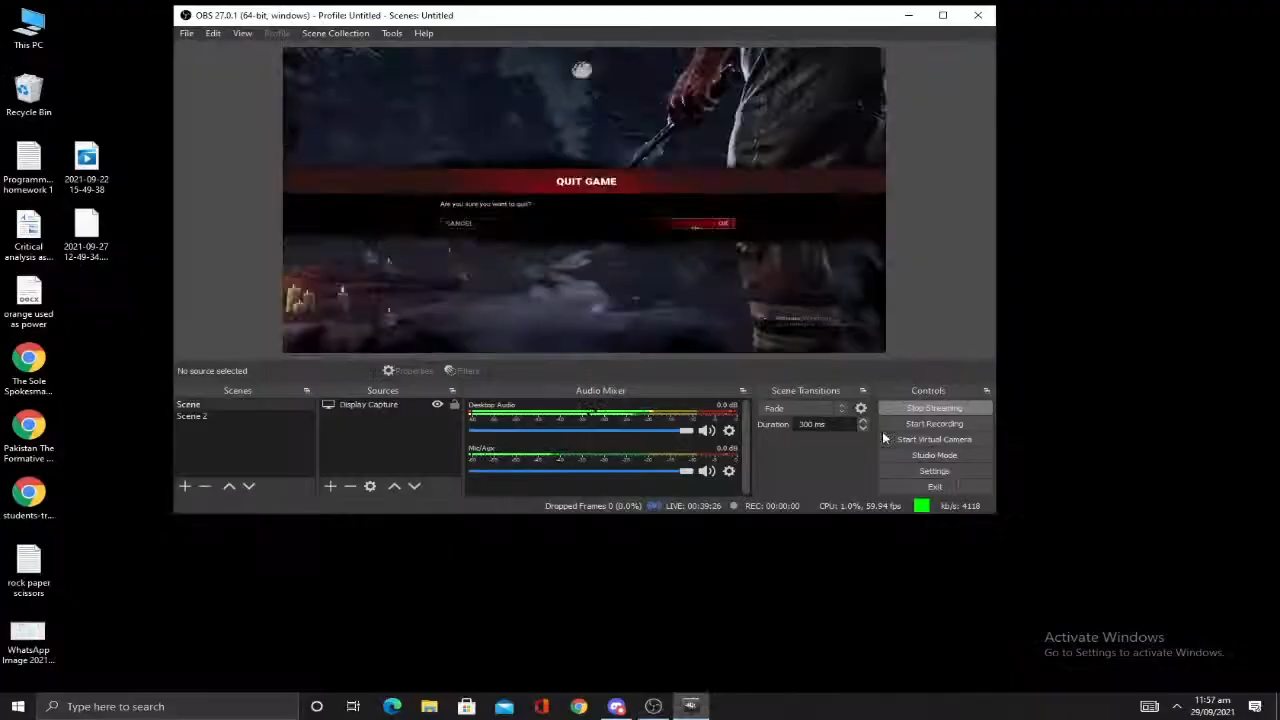 This PC
Recycle Bin
Programm...
homework 1
2021-09-22
15-49-38
Critical
analysis as...
2021-09-27
12-49-34....
DOCX
orange used
as power
The Sole
Spokesma...
Pakistan The
Formative ...
students-tr...
rock paper
scissors
WhatsApp
Image 2021...
OBS 27.0.1 (64-bit, windows) - Profile: Untitled - Scenes: Untitled
File Edit View Profile Scene Collection Tools Help
QUIT GAME
Are you sure you want to quit?
CANCEL
No source selected
Properties Filters
Scenes Sources Audio Mixer Scene Transitions Controls
Scene
Scene 2
Display Capture
Desktop Audio 0.0 dB
Mic/Aux 0.0 dB
Fade
Duration 300 ms
Stop Streaming
Start Recording
Start Virtual Camera
Studio Mode
Settings
Exit
Dropped Frames 0 (0.0%) LIVE: 00:39:26 REC: 00:00:00 CPU: 1.0%, 59.94 fps kb/s: 4118
Activate Windows
Go to Settings to activate Windows.
Type here to search
11:57 am
29/09/2021